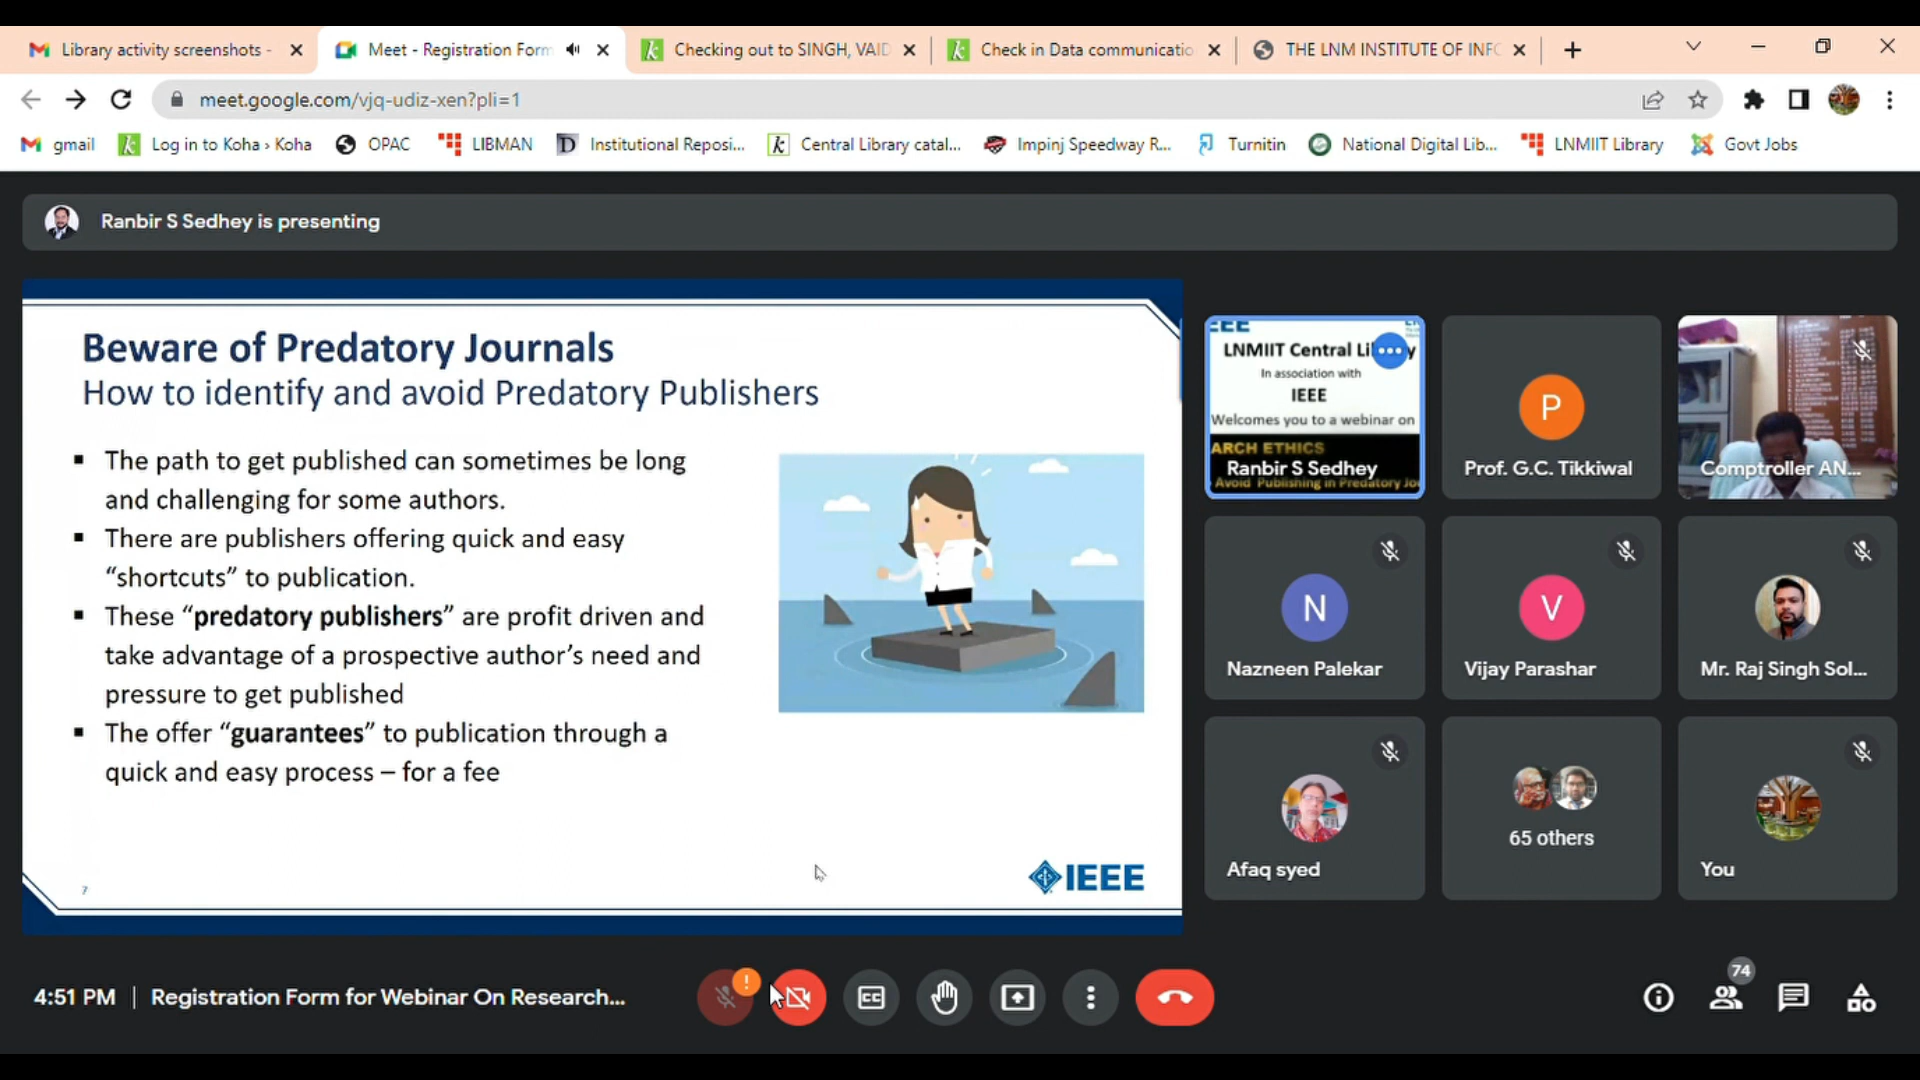 Library activity screenshots -
Meet - Registration Form
Checking out to SINGH, VAID
Check in Data communicatio
THE LNM INSTITUTE OF INFO
meet.google.com/vjq-udiz-xen?pli=1
gmail
Log in to Koha › Koha
OPAC
LIBMAN
Institutional Reposi...
Central Library catal...
Impinj Speedway R...
Turnitin
National Digital Lib...
LNMIIT Library
Govt Jobs
Ranbir S Sedhey is presenting
Beware of Predatory Journals
How to identify and avoid Predatory Publishers
▪ The path to get published can sometimes be long
and challenging for some authors.
▪ There are publishers offering quick and easy
“shortcuts” to publication.
▪ These “predatory publishers” are profit driven and
take advantage of a prospective author’s need and
pressure to get published
▪ The offer “guarantees” to publication through a
quick and easy process – for a fee
7
IEEE
LNMIIT Central Li y
In association with
IEEE
Welcomes you to a webinar on
ARCH ETHICS
Ranbir S Sedhey
Avoid Publishing in Predatory Jo
P
Prof. G.C. Tikkiwal
Comptroller AN...
N
Nazneen Palekar
V
Vijay Parashar
Mr. Raj Singh Sol...
Afaq syed
65 others
You
4:51 PM | Registration Form for Webinar On Research...
!
CC
74